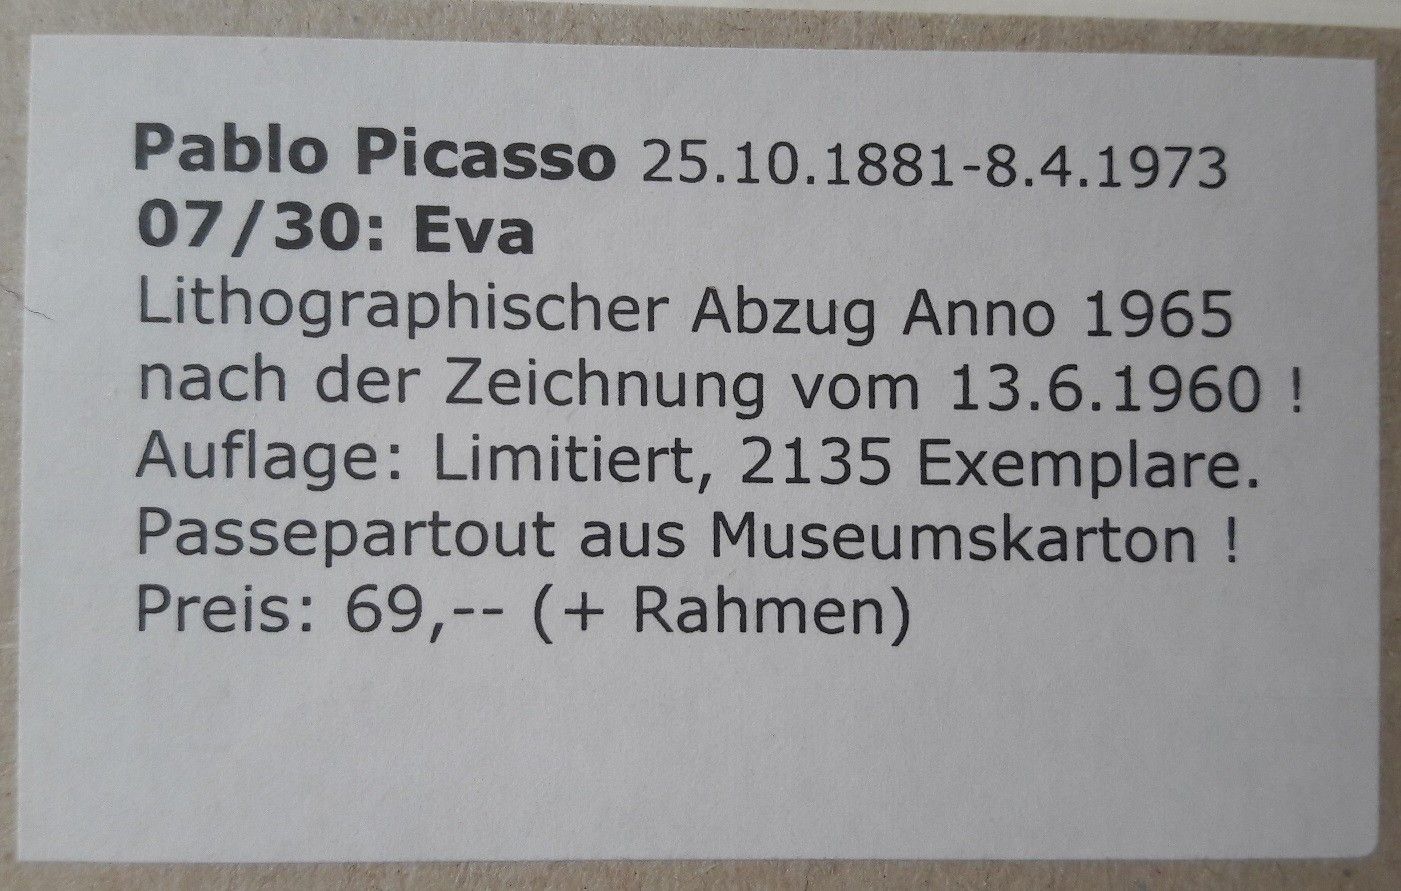 Pablo Picasso 25.10.1881-8.4.1973
07/30: Eva
Lithographischer Abzug Anno 1965
nach der Zeichnung vom 13.6.1960 !
Auflage: Limitiert, 2135 Exemplare.
Passepartout aus Museumskarton !
Preis: 69,-- (+ Rahmen)